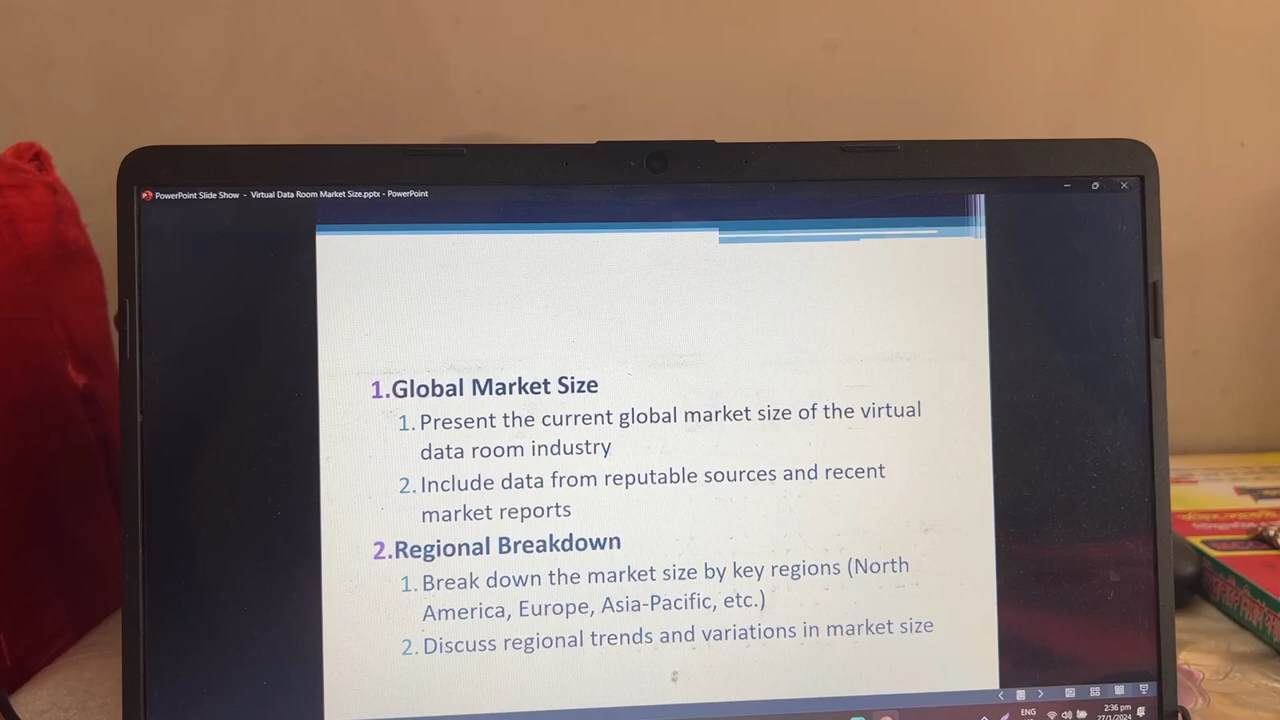 PowerPoint Slide Show - Virtual Data Room Market Size.pptx - PowerPoint
1.Global Market Size
1. Present the current global market size of the virtual
data room industry
2. Include data from reputable sources and recent
market reports
2.Regional Breakdown
1. Break down the market size by key regions (North
America, Europe, Asia-Pacific, etc.)
2. Discuss regional trends and variations in market size
ENG
2:36 pm
27/1/2024